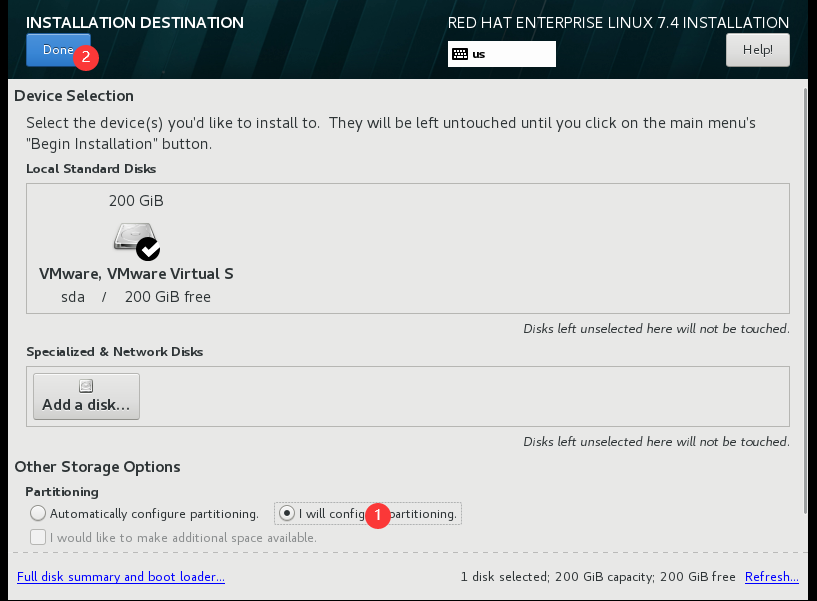 INSTALLATION DESTINATION
RED HAT ENTERPRISE LINUX 7.4 INSTALLATION
Done
2
us
Help!
Device Selection
Select the device(s) you'd like to install to.  They will be left untouched until you click on the main menu's
"Begin Installation" button.
Local Standard Disks
200 GiB
VMware, VMware Virtual S
sda / 200 GiB free
Disks left unselected here will not be touched.
Specialized & Network Disks
Add a disk...
Disks left unselected here will not be touched.
Other Storage Options
Partitioning
Automatically configure partitioning.
I will config 1 partitioning.
I would like to make additional space available.
Full disk summary and boot loader...
1 disk selected; 200 GiB capacity; 200 GiB free Refresh...